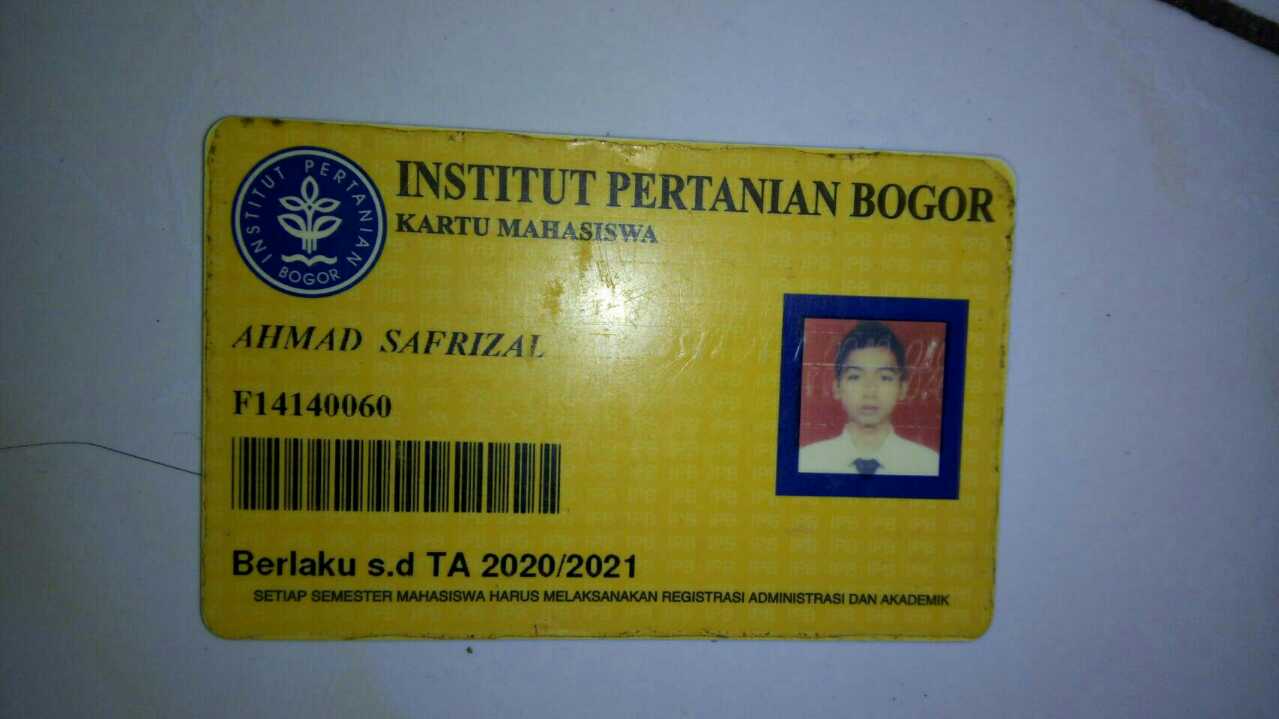 INSTITUT PERTANIAN BOGOR
INSTITUT PERTANIAN BOGOR
KARTU MAHASISWA
AHMAD SAFRIZAL
F14140060
Berlaku s.d TA 2020/2021
SETIAP SEMESTER MAHASISWA HARUS MELAKSANAKAN REGISTRASI ADMINISTRASI DAN AKADEMIK